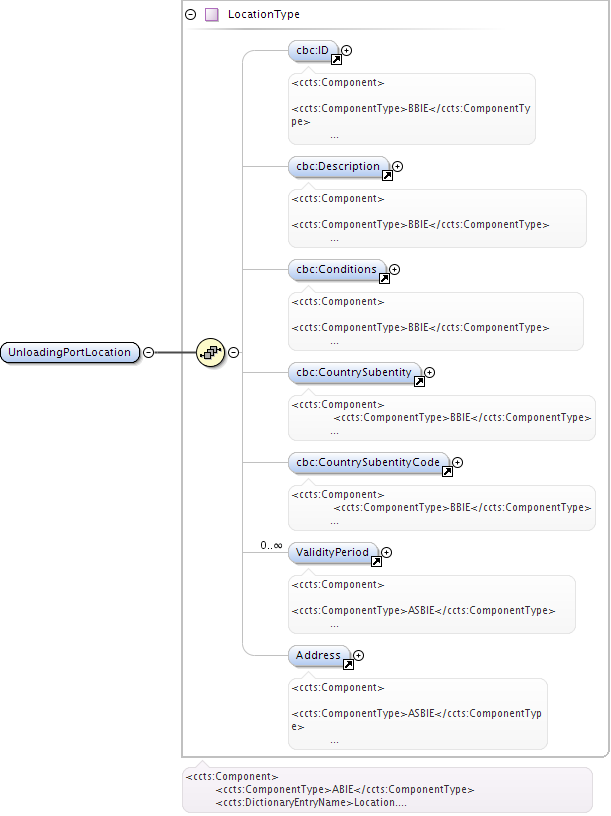 LocationType
cbc:ID
<ccts:Component>
<ccts:ComponentType>BBIE</ccts:ComponentTy
pe>
...
cbc:Description
<ccts:Component>
<ccts:ComponentType>BBIE</ccts:ComponentType>
...
cbc:Conditions
<ccts:Component>
<ccts:ComponentType>BBIE</ccts:ComponentType>
...
UnloadingPortLocation
cbc:CountrySubentity
<ccts:Component>
<ccts:ComponentType>BBIE</ccts:ComponentType>
...
cbc:CountrySubentityCode
<ccts:Component>
<ccts:ComponentType>BBIE</ccts:ComponentType>
...
0..∞
ValidityPeriod
<ccts:Component>
<ccts:ComponentType>ASBIE</ccts:ComponentType>
...
Address
<ccts:Component>
<ccts:ComponentType>ASBIE</ccts:ComponentTyp
e>
...
<ccts:Component>
<ccts:ComponentType>ABIE</ccts:ComponentType>
<ccts:DictionaryEntryName>Location....